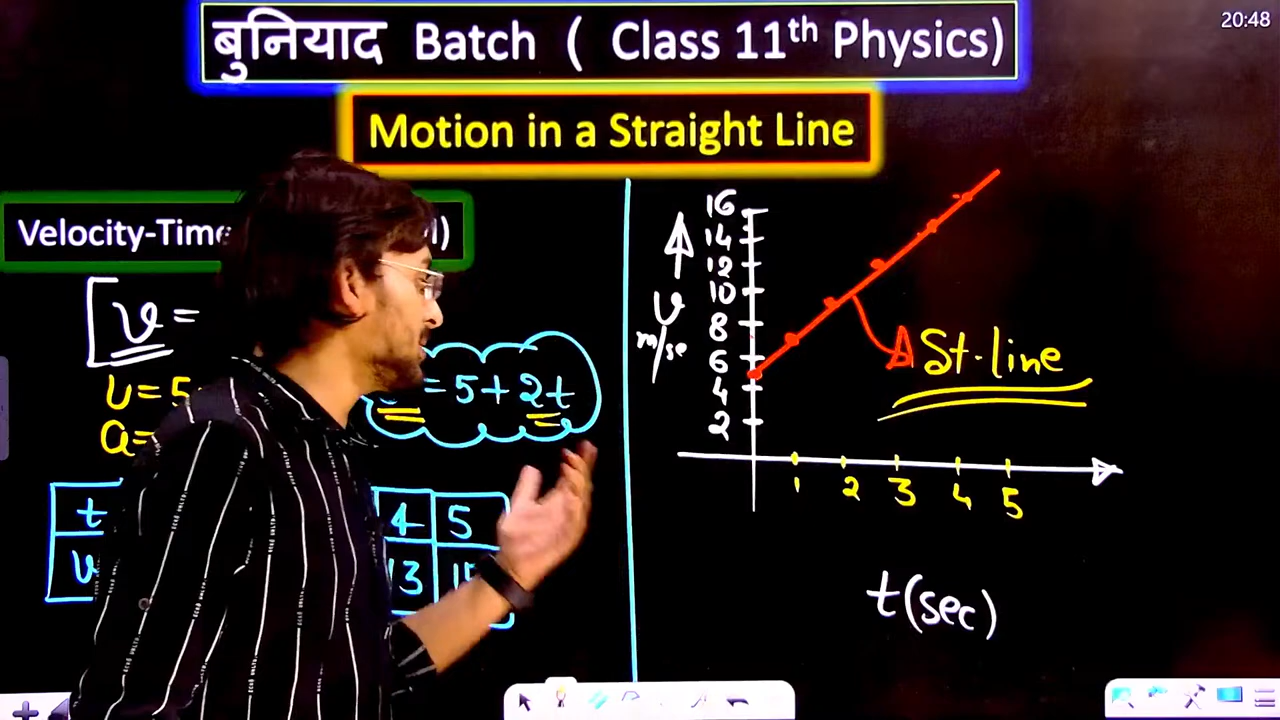 20:48
बुनियाद Batch ( Class 11th Physics)
Motion in a Straight Line
Velocity-Time
v =
u = 5
a =
= 5 + 2t
t 4 5
v 13
16
14
12
10
8
6
4
2
v
St-line
1 2 3 4 5
t(sec)